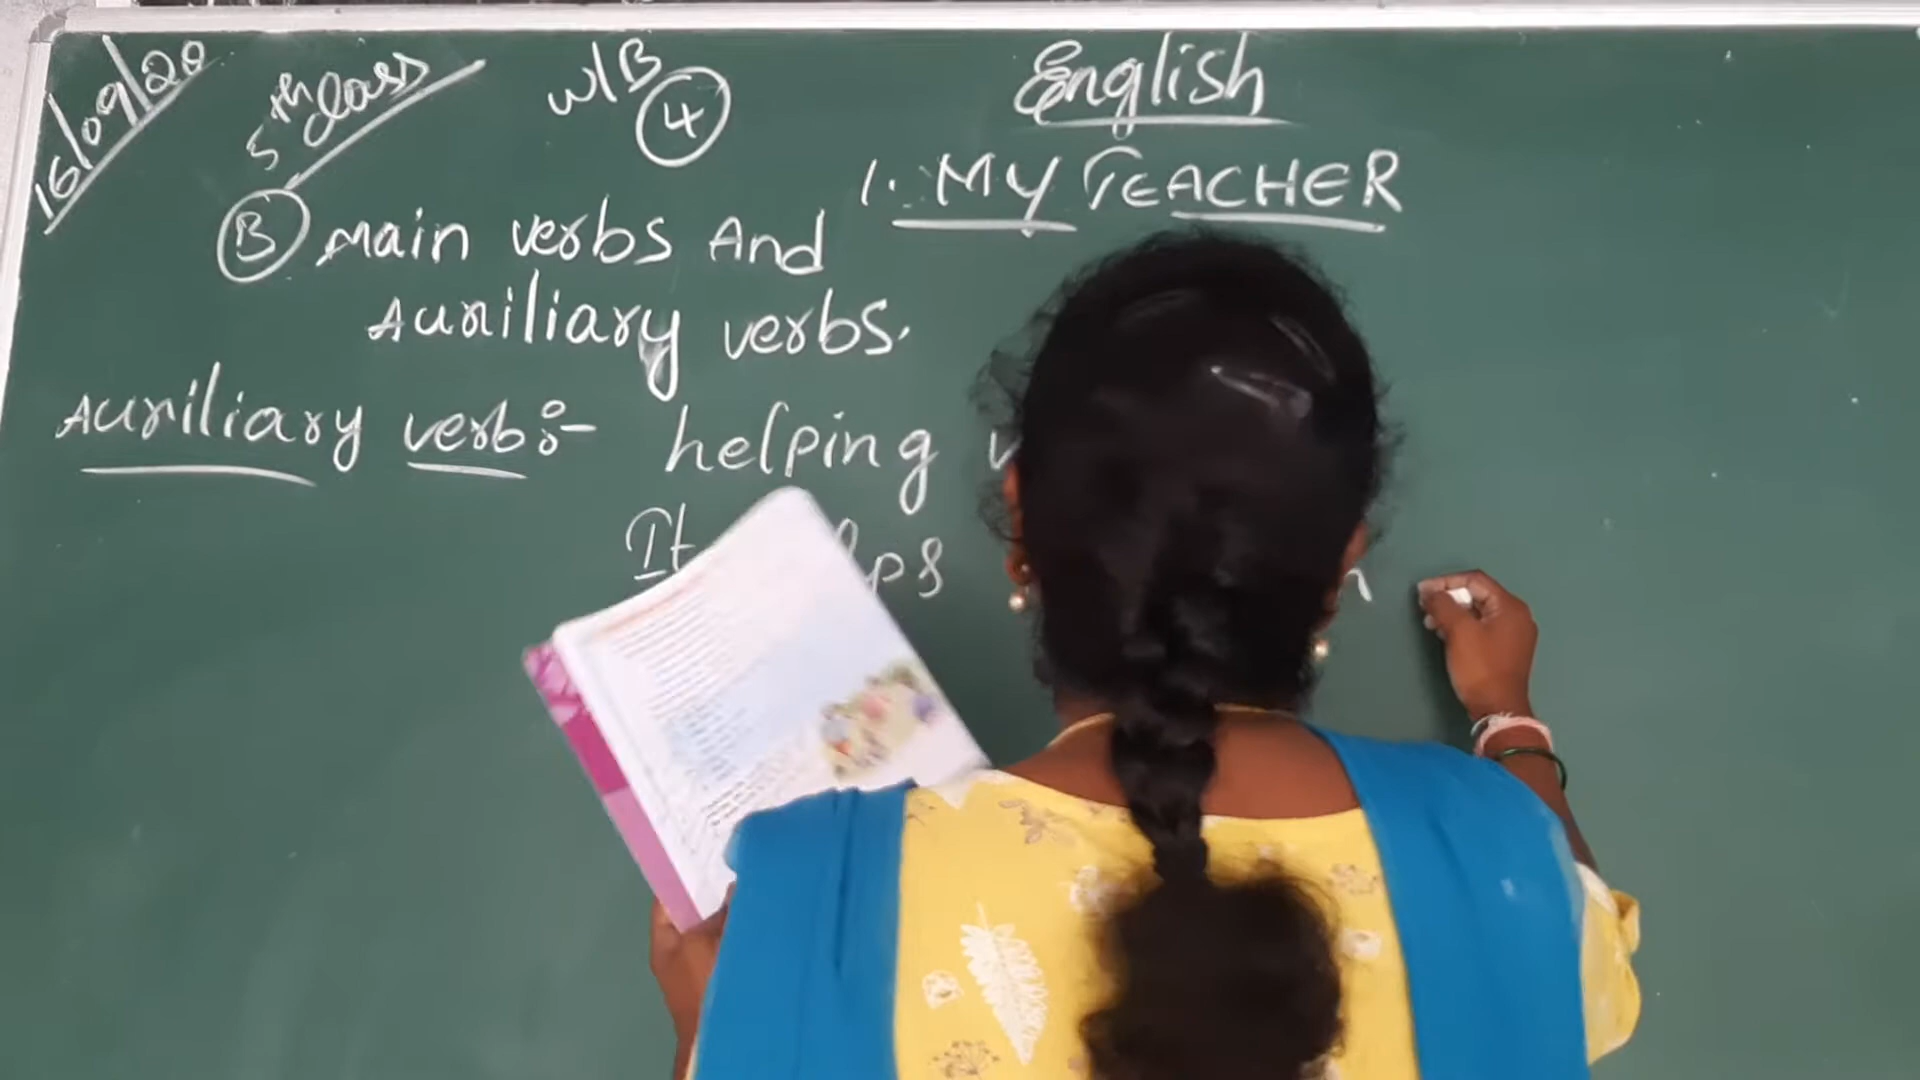 16/09/20
5th class
W/B 4
English
1. MY TEACHER
B Main verbs And
Auxiliary verbs.
Auxiliary verb:- helping
It